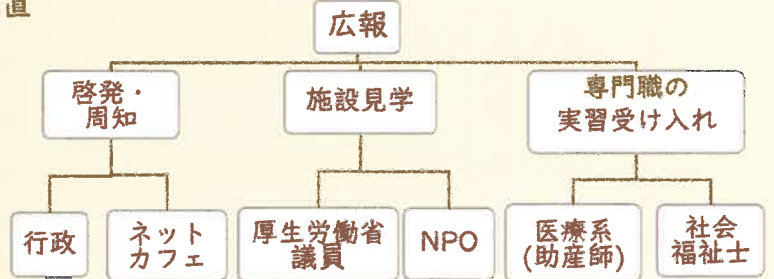 直
広報
啓発・
周知
施設見学
専門職の
実習受け入れ
行政
ネット
カフェ
厚生労働省
議員
NPO
医療系
(助産師)
社会
福祉士